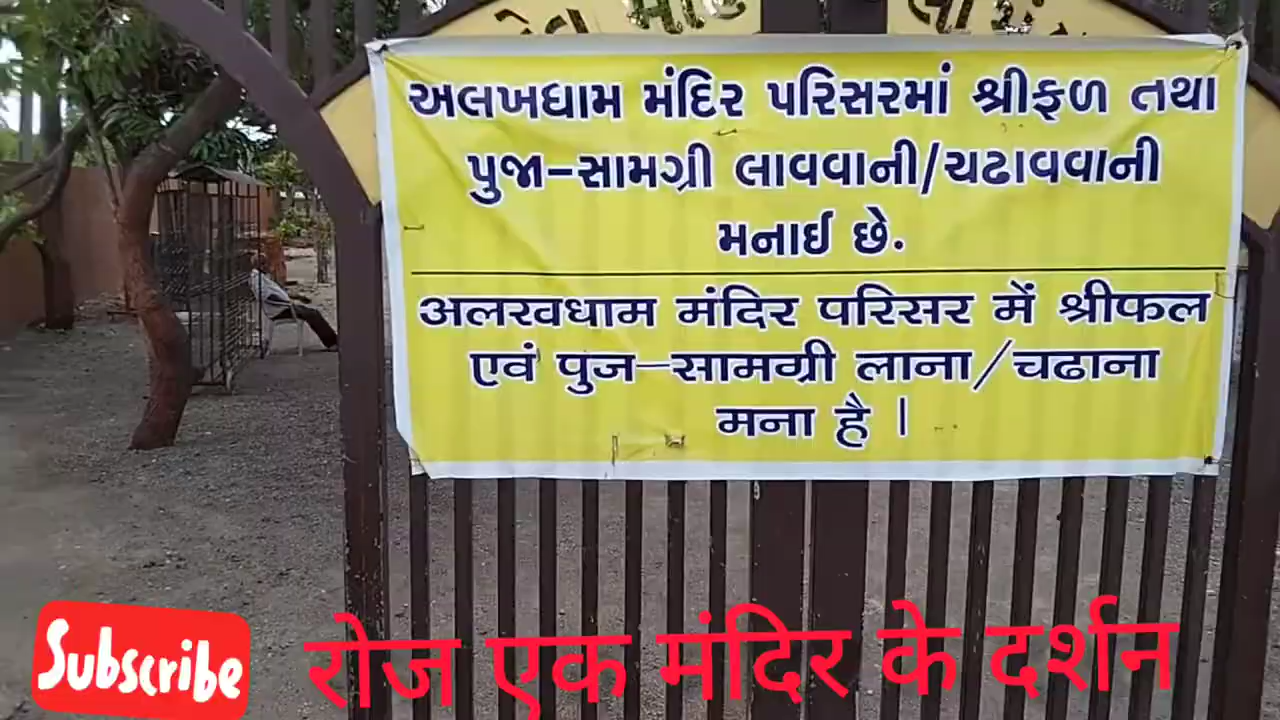 અલખધામ મંદિર પરિસરમાં શ્રીફળ તથા
પુજા-સામગ્રી લાવવાની/ચઢાવવાની
મનાઈ છે.
अलखधाम मंदिर परिसर में श्रीफल
एवं पुज-सामग्री लाना/चढाना
मना है ।
Subscribe
रोज एक मंदिर के दर्शन